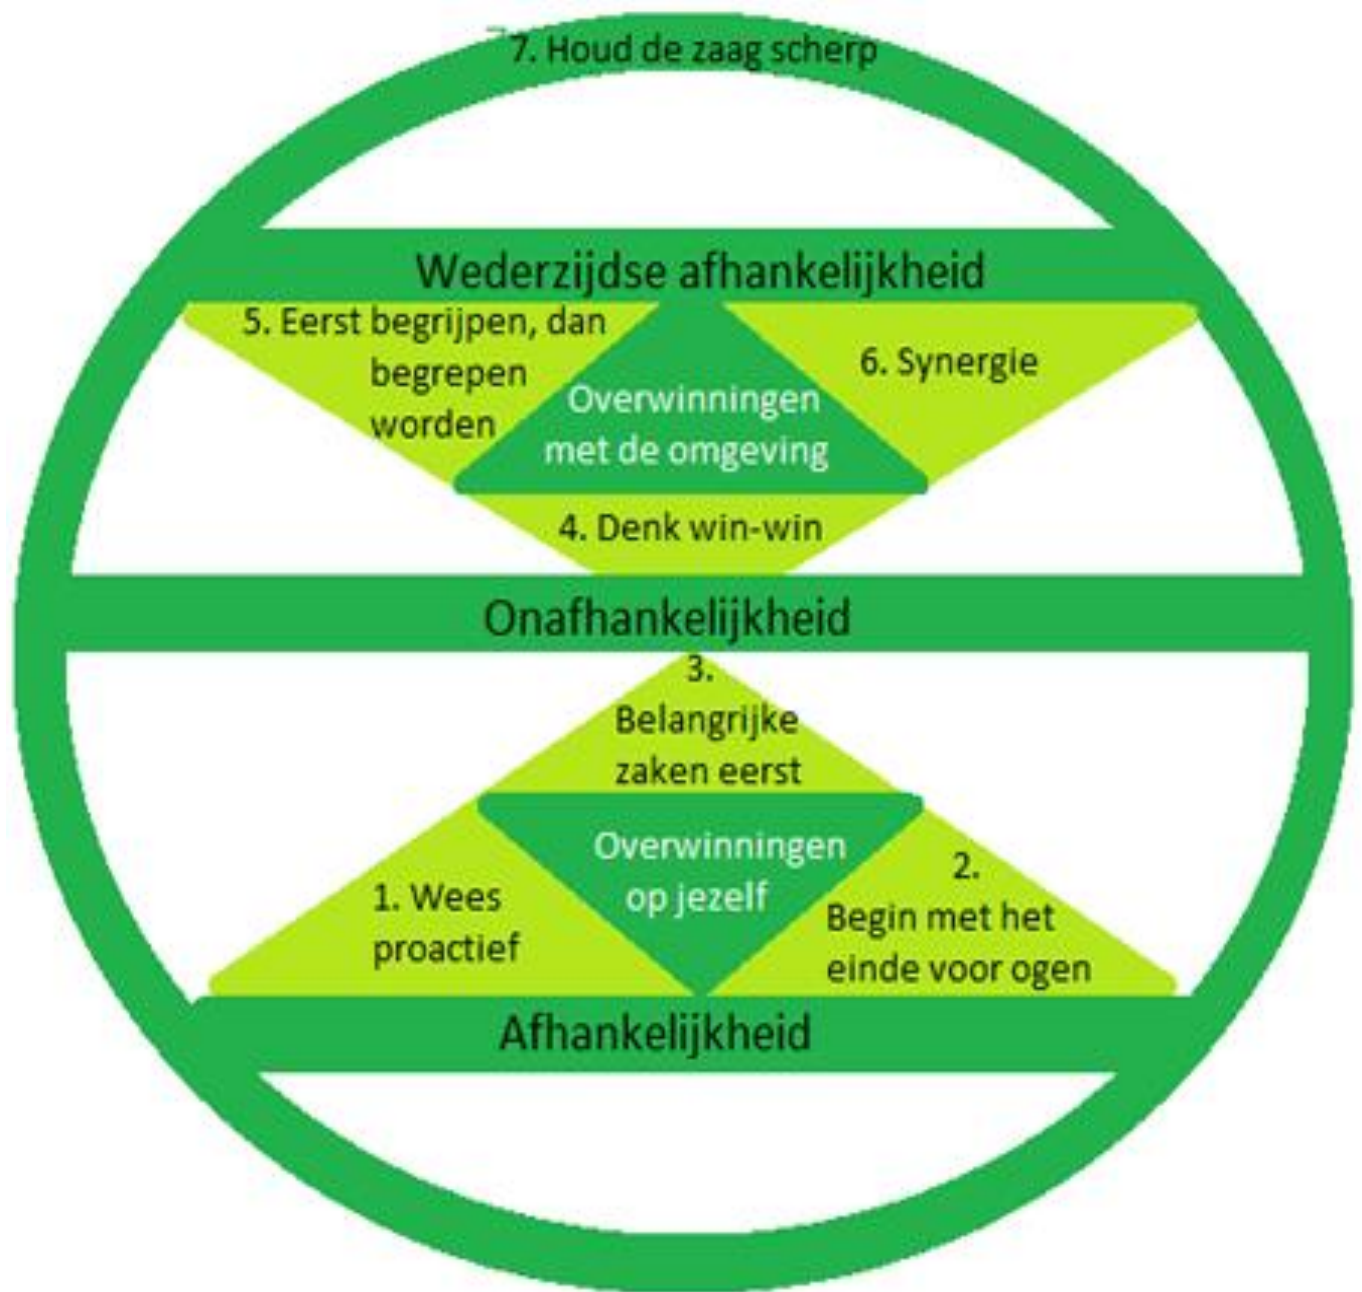 7. Houd de zaag scherp
Wederzijdse afhankelijkheid
5. Eerst begrijpen, dan
begrepen
worden
6. Synergie
Overwinningen
met de omgeving
4. Denk win-win
Onafhankelijkheid
3.
Belangrijke
zaken eerst
Overwinningen
op jezelf
1. Wees
proactief
2.
Begin met het
einde voor ogen
Afhankelijkheid